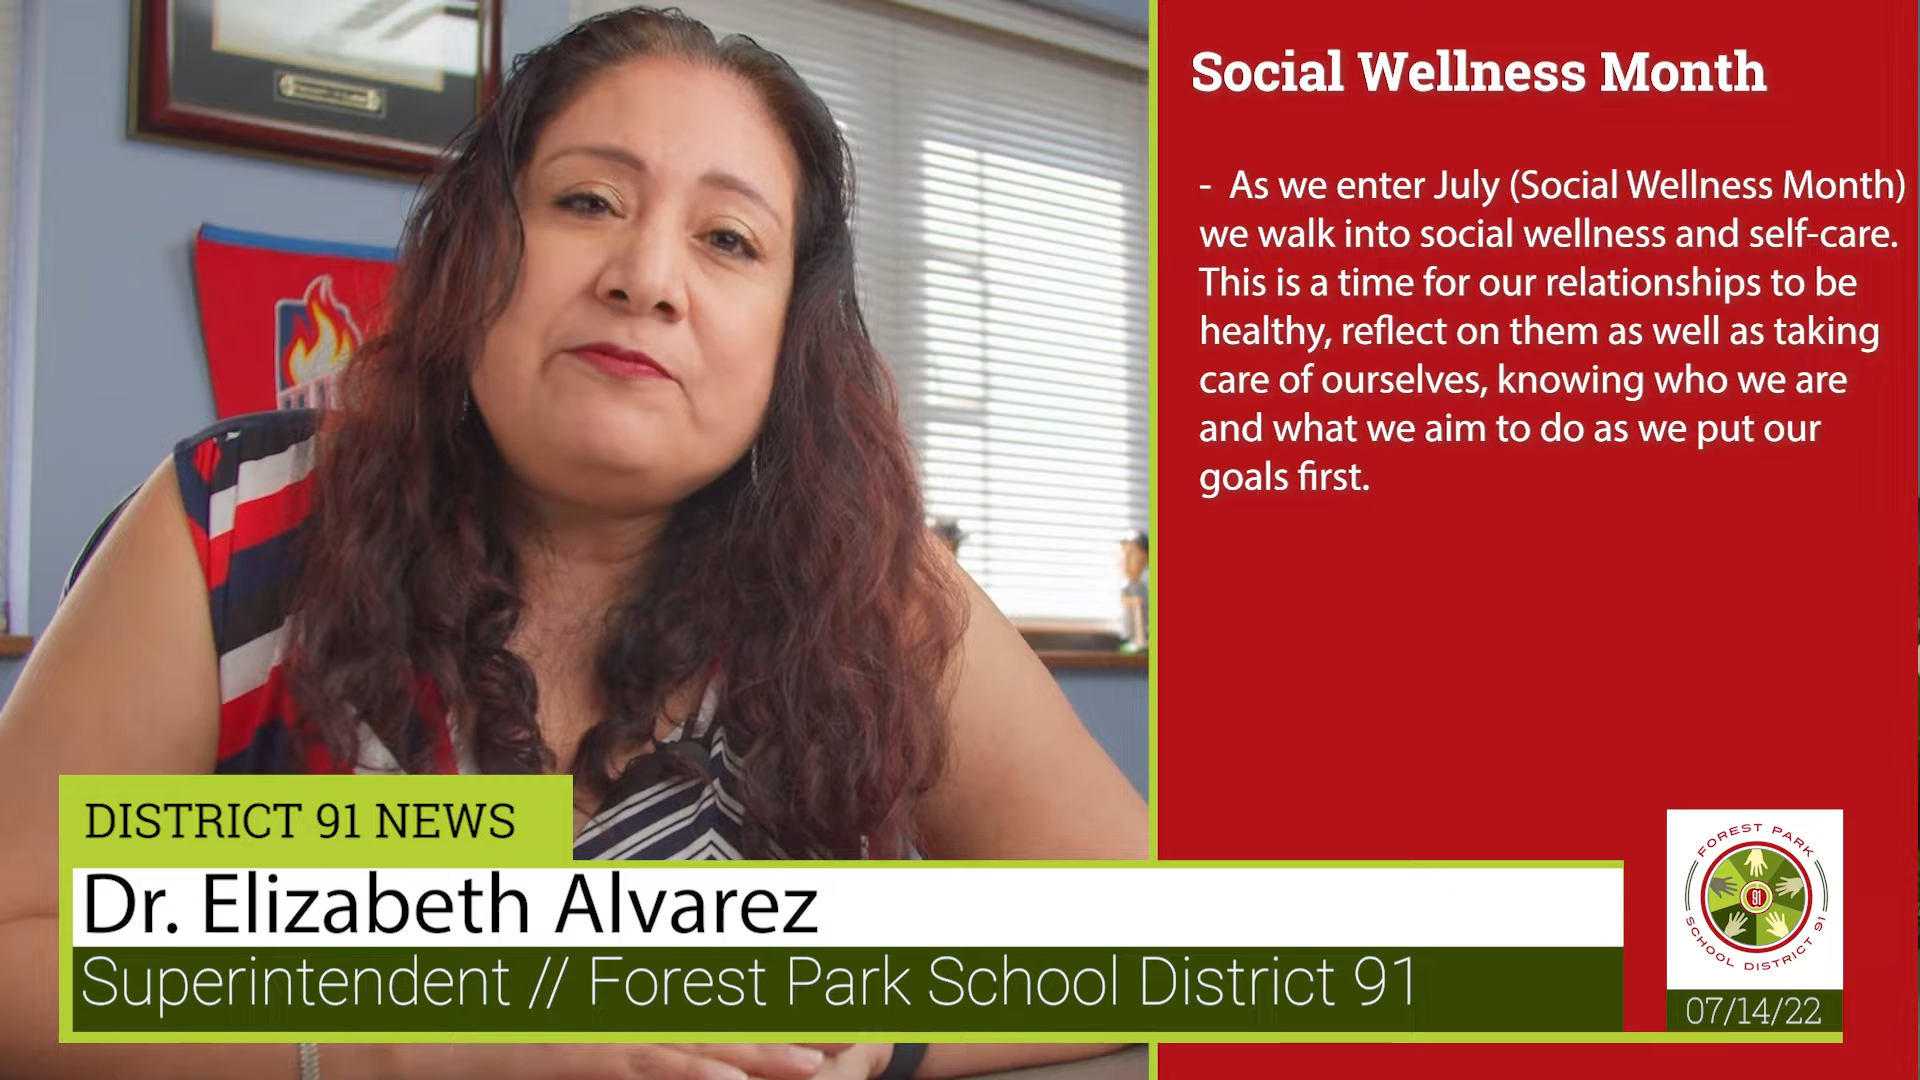 Social Wellness Month
- As we enter July (Social Wellness Month)
we walk into social wellness and self-care.
This is a time for our relationships to be
healthy, reflect on them as well as taking
care of ourselves, knowing who we are
and what we aim to do as we put our
goals first.
DISTRICT 91 NEWS
Dr. Elizabeth Alvarez
Superintendent // Forest Park School District 91
FOREST PARK
91
SCHOOL DISTRICT 91
07/14/22